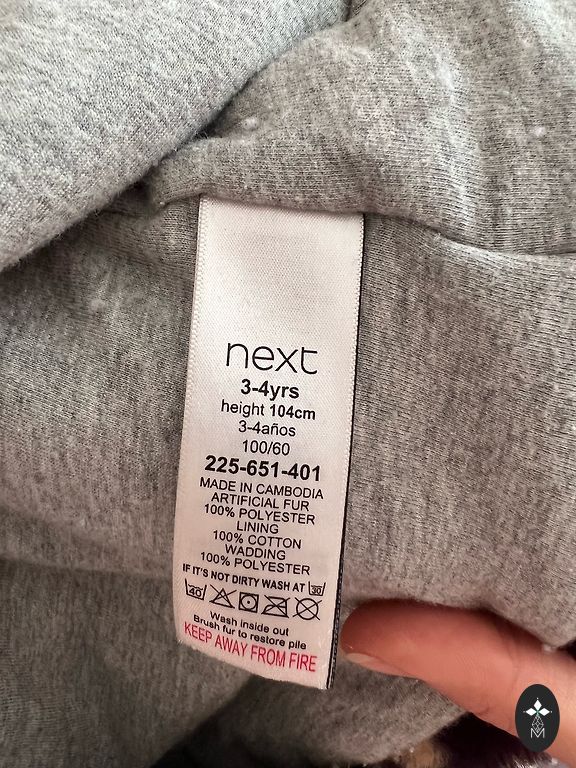 next
3-4yrs
height 104cm
3-4años
100/60
225-651-401
MADE IN CAMBODIA
ARTIFICIAL FUR
100% POLYESTER
LINING
100% COTTON
WADDING
100% POLYESTER
IF IT'S NOT DIRTY WASH AT 30
40
Wash inside out
Brush fur to restore pile
KEEP AWAY FROM FIRE
M